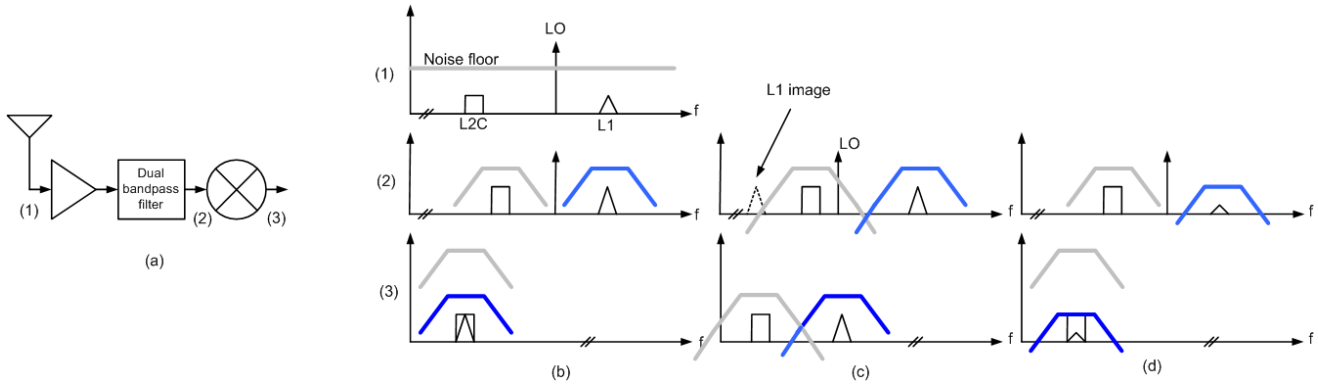 LO
Noise floor
(1)
f
L2C
L1
L1 image
Dual
bandpass
filter
(1)
(2)
(3)
(a)
(2)
f
LO
f
f
(3)
f
f
f
(b)
(c)
(d)